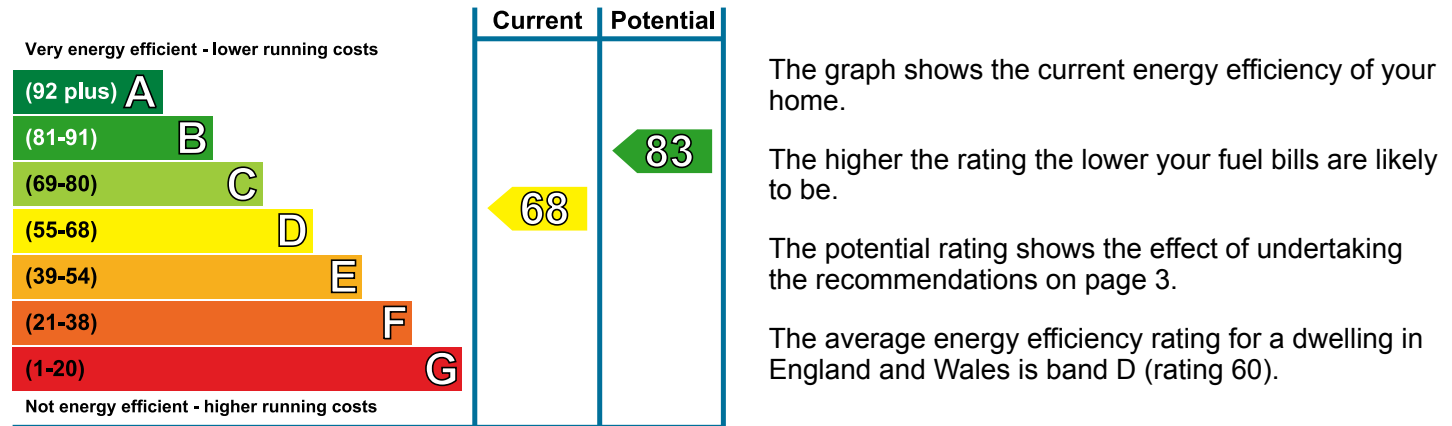 Current Potential
Very energy efficient - lower running costs
(92 plus) A
(81-91) B
(69-80) C
(55-68) D
(39-54) E
(21-38) F
(1-20) G
Not energy efficient - higher running costs
68
83
The graph shows the current energy efficiency of your
home.
The higher the rating the lower your fuel bills are likely
to be.
The potential rating shows the effect of undertaking
the recommendations on page 3.
The average energy efficiency rating for a dwelling in
England and Wales is band D (rating 60).